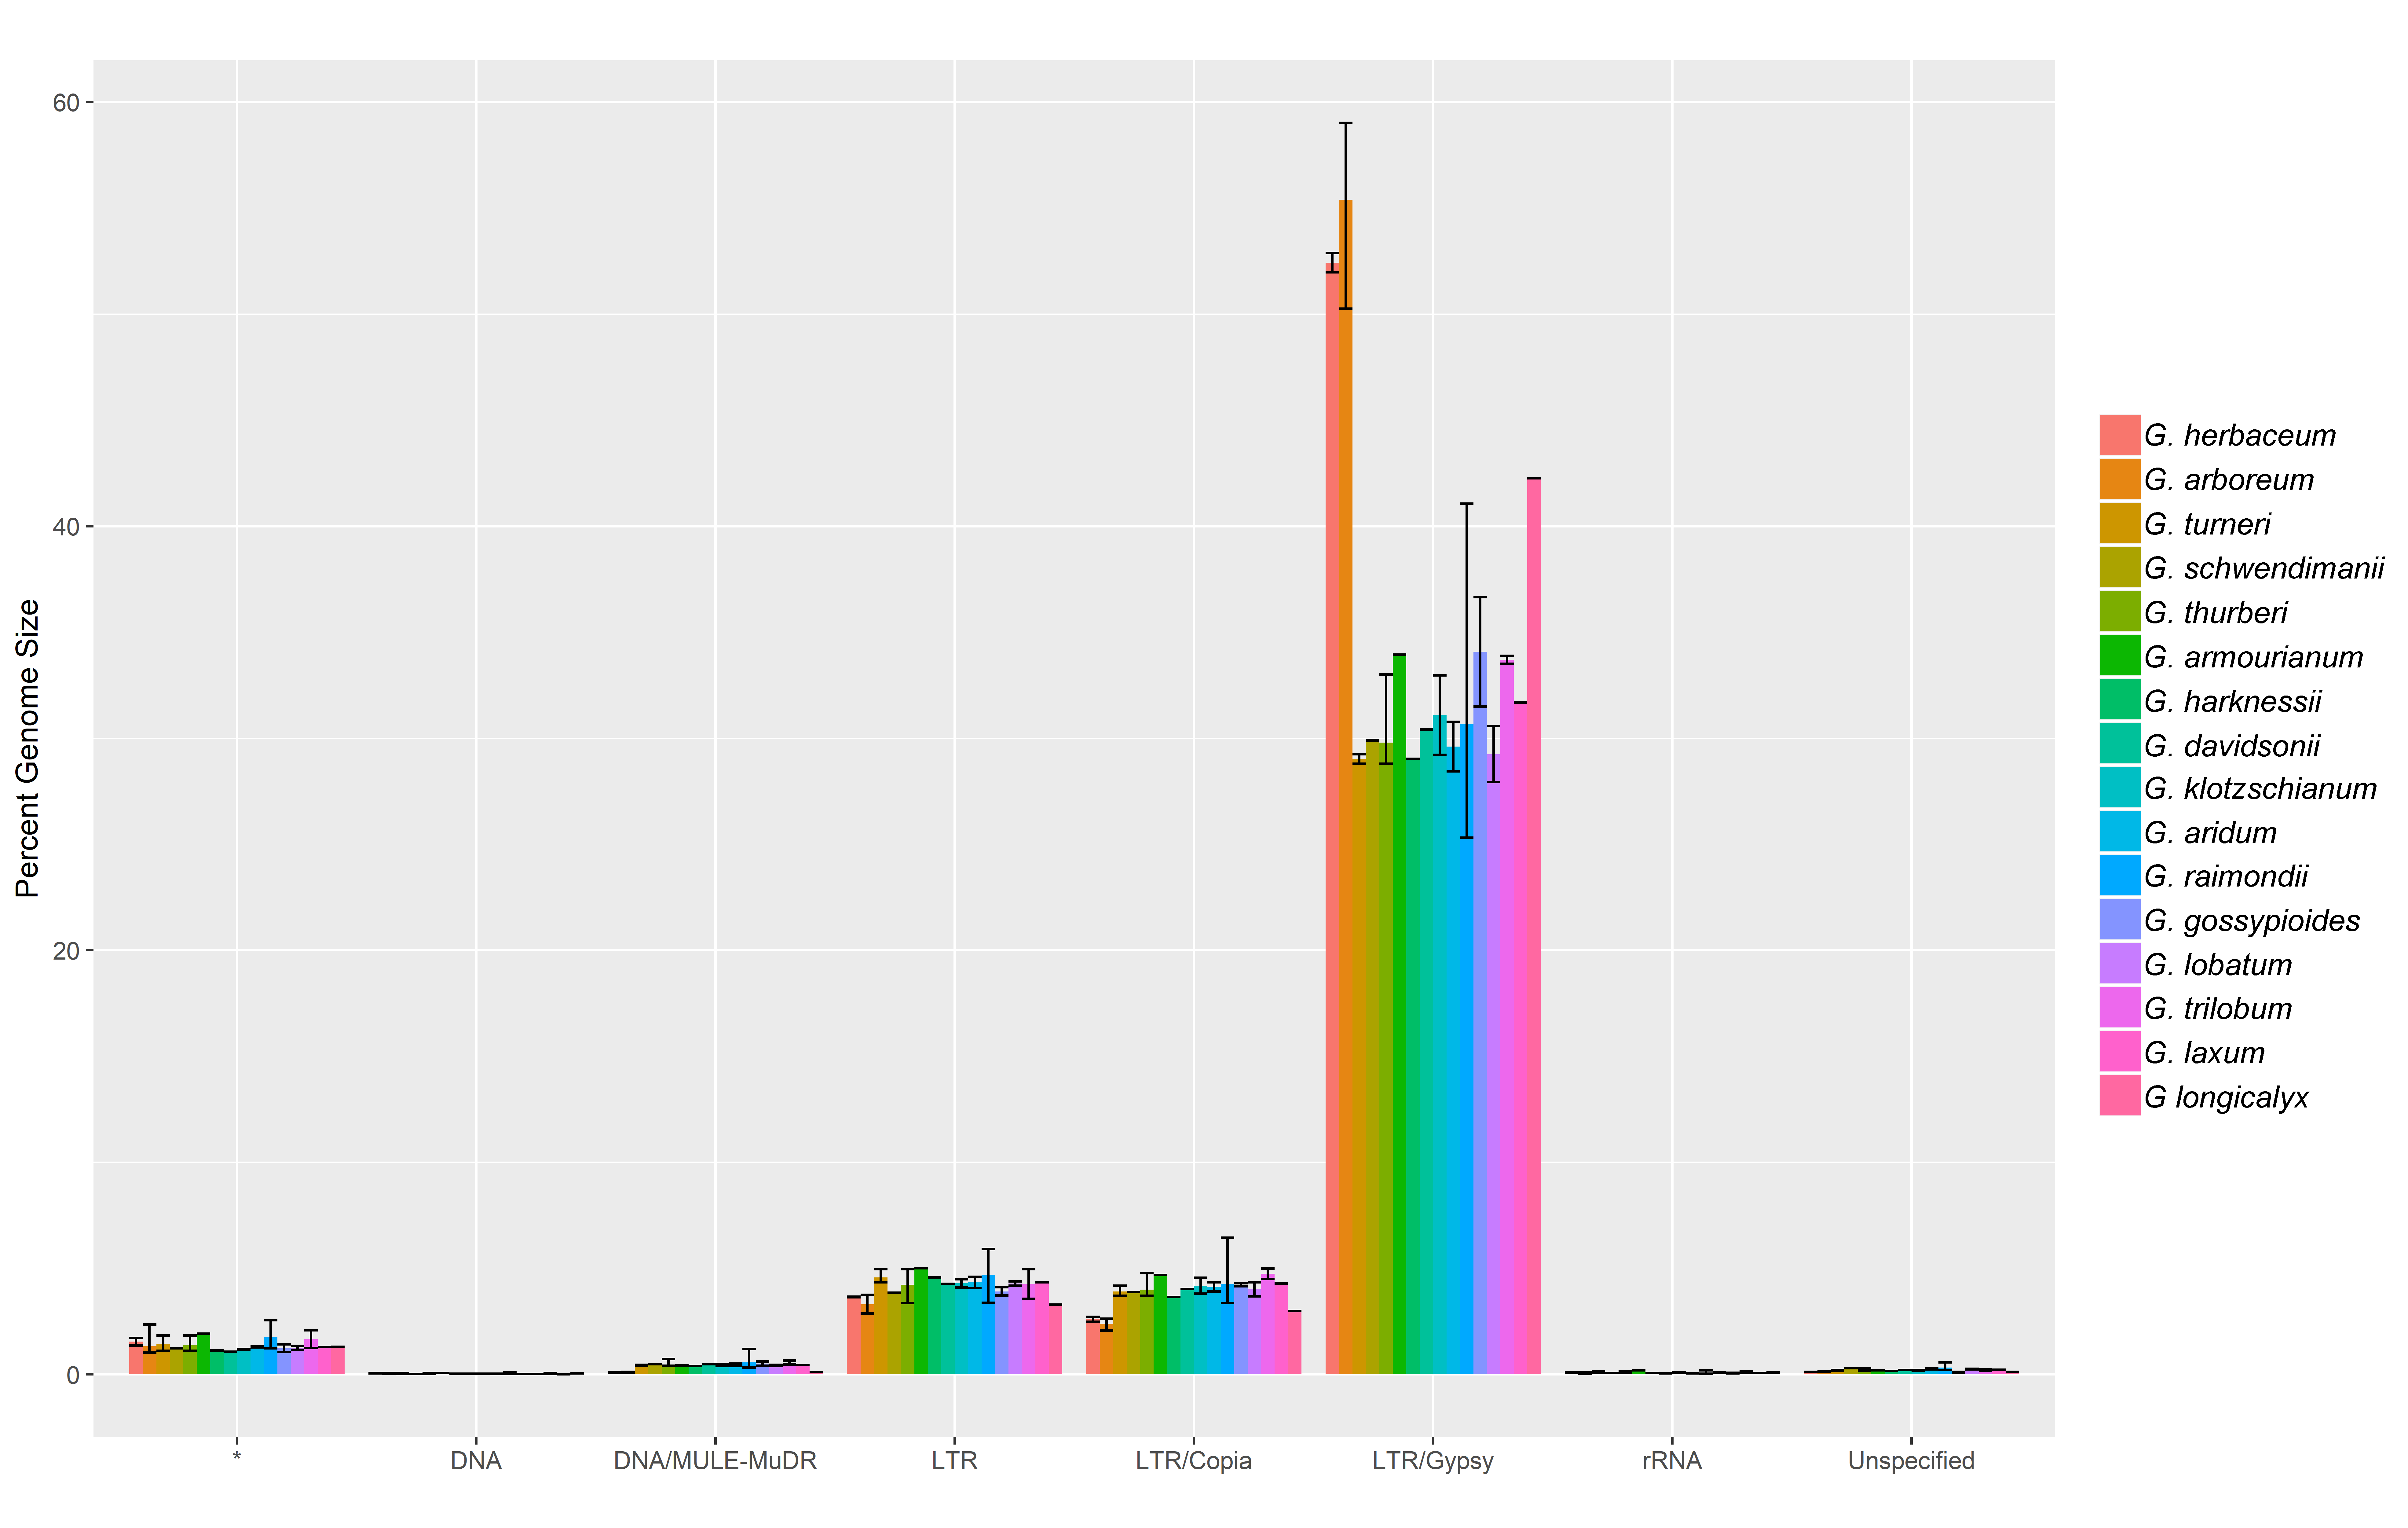 Percent Genome Size
60
40
20
0
*
DNA
DNA/MULE-MuDR
LTR
LTR/Copia
LTR/Gypsy
rRNA
Unspecified
G. herbaceum
G. arboreum
G. turneri
G. schwendimanii
G. thurberi
G. armourianum
G. harknessii
G. davidsonii
G. klotzschianum
G. aridum
G. raimondii
G. gossypioides
G. lobatum
G. trilobum
G. laxum
G longicalyx